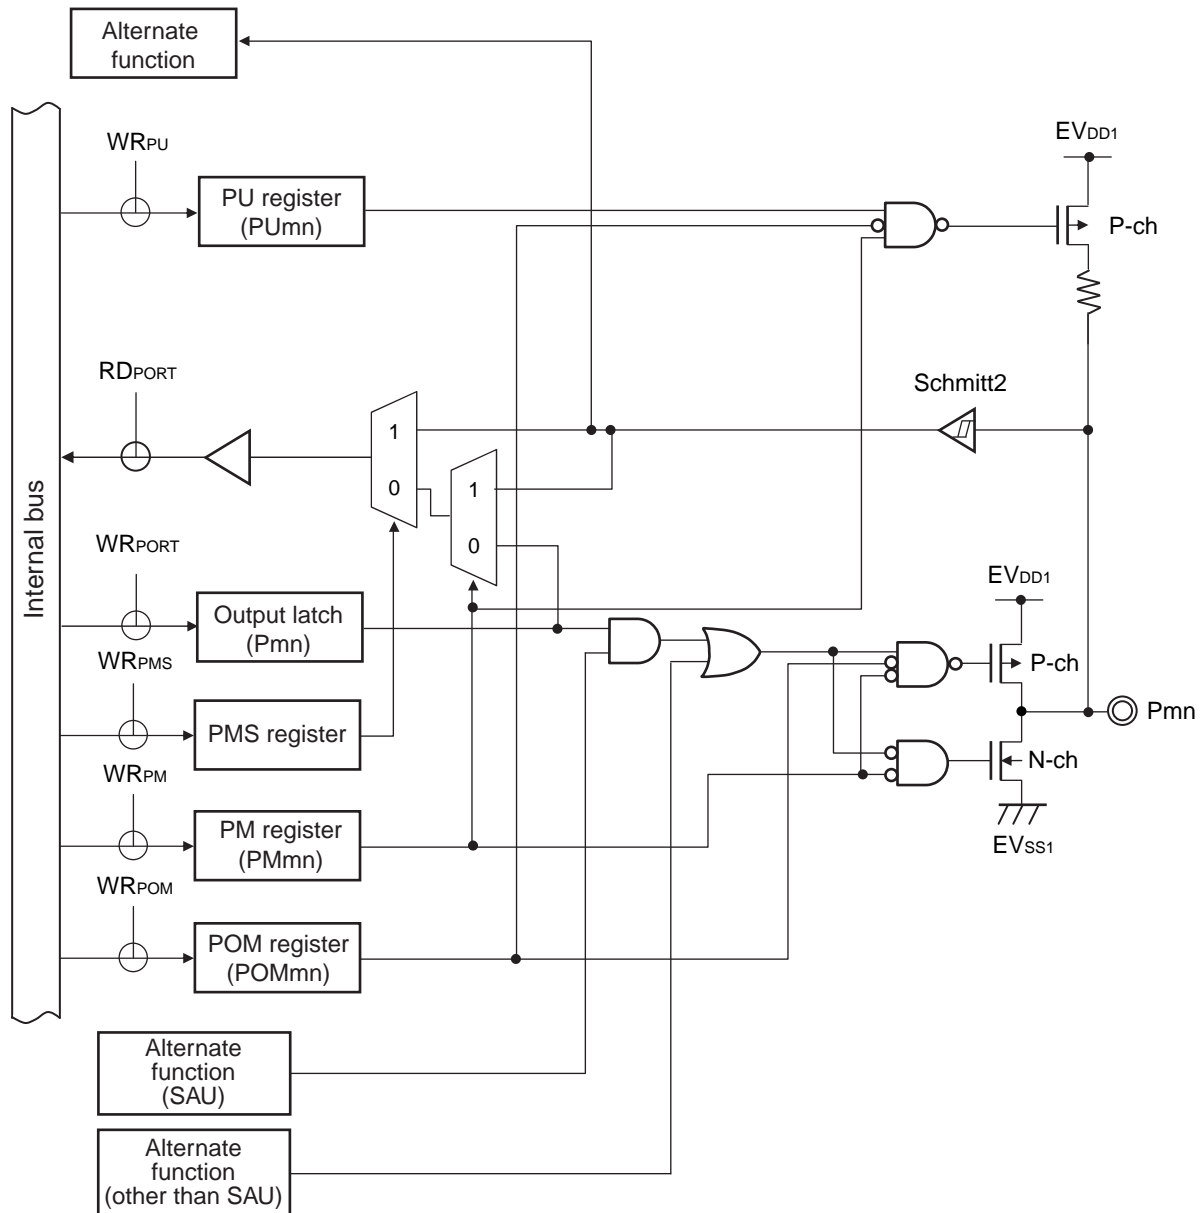 Alternate
function
WRPU
EVDD1
PU register
(PUmn)
P-ch
RDPORT
Schmitt2
1
0
1
0
Internal bus
WRPORT
EVDD1
Output latch
(Pmn)
WRPMS
P-ch
PMS register
Pmn
N-ch
WRPM
PM register
(PMmn)
EVSS1
WRPOM
POM register
(POMmn)
Alternate
function
(SAU)
Alternate
function
(other than SAU)